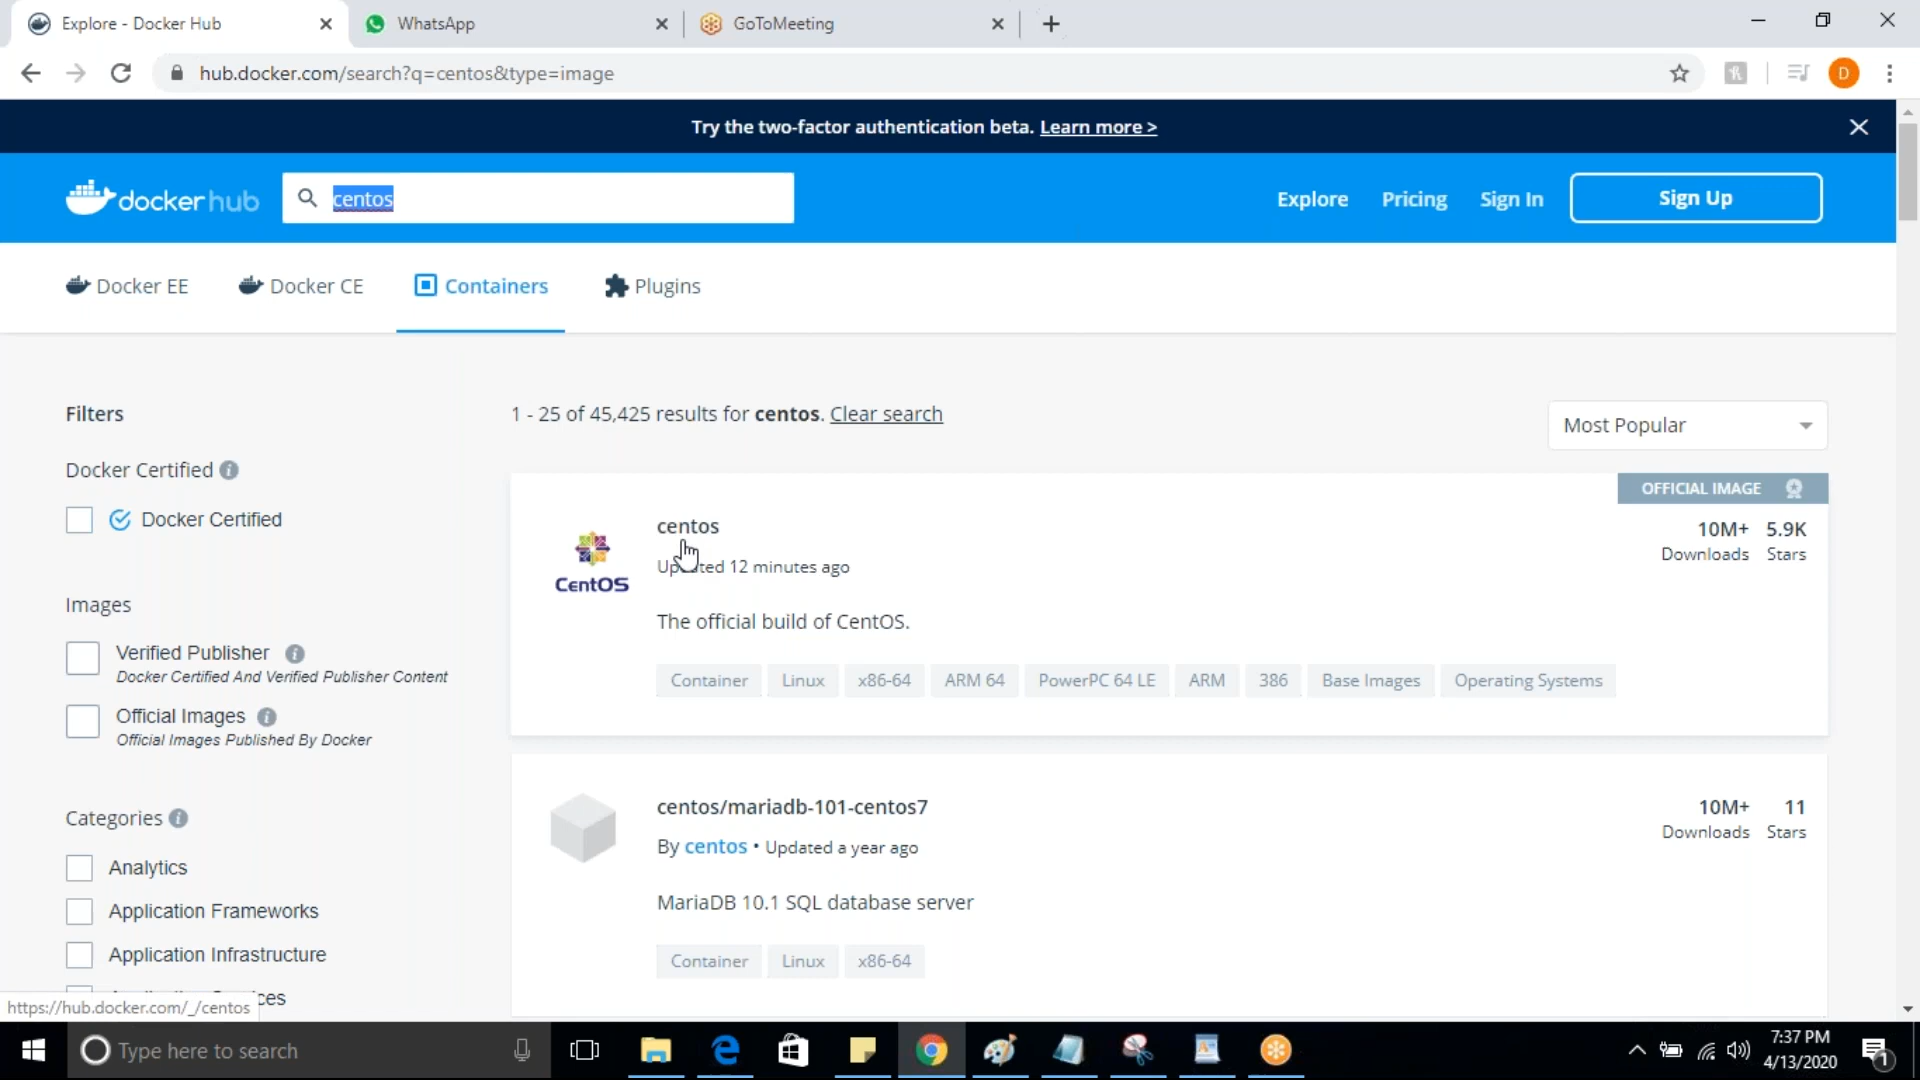 Explore - Docker Hub
WhatsApp
GoToMeeting
hub.docker.com/search?q=centos&type=image
D
Try the two-factor authentication beta. Learn more >
dockerhub
centos
Explore
Pricing
Sign In
Sign Up
Docker EE
Docker CE
Containers
Plugins
Filters
1 - 25 of 45,425 results for centos. Clear search
Most Popular
Docker Certified
Docker Certified
Images
Verified Publisher
Docker Certified And Verified Publisher Content
Official Images
Official Images Published By Docker
Categories
Analytics
Application Frameworks
Application Infrastructure
OFFICIAL IMAGE
CentOS
centos
Updated 12 minutes ago
10M+ 5.9K
Downloads Stars
The official build of CentOS.
Container Linux x86-64 ARM 64 PowerPC 64 LE ARM 386 Base Images Operating Systems
centos/mariadb-101-centos7
By centos • Updated a year ago
10M+ 11
Downloads Stars
MariaDB 10.1 SQL database server
Container Linux x86-64
https://hub.docker.com/_/centos
Type here to search
7:37 PM
4/13/2020
1